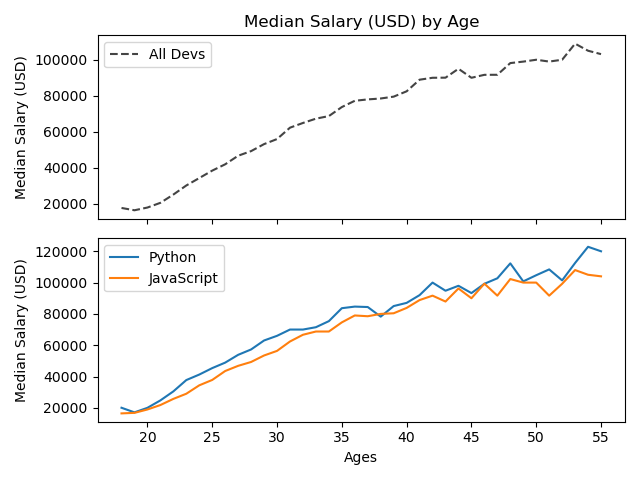 Median Salary (USD) by Age
Median Salary (USD)
100000
80000
60000
40000
20000
All Devs
Median Salary (USD)
120000
100000
80000
60000
40000
20000
Python
JavaScript
20 25 30 35 40 45 50 55
Ages